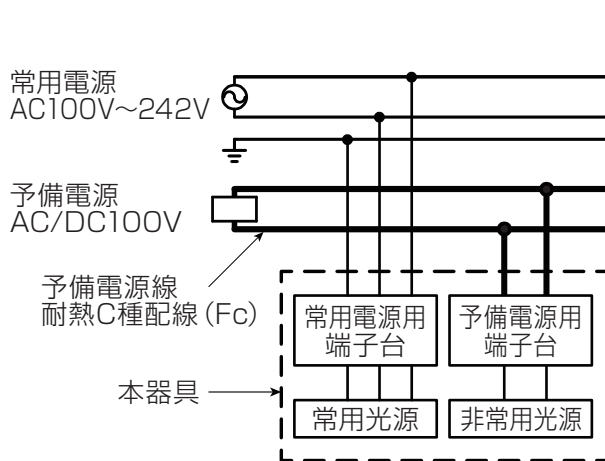 常用電源
AC100V～242V
予備電源
AC/DC100V
予備電源線
耐熱C種配線（Fc）
常用電源用
端子台
予備電源用
端子台
本器具
常用光源
非常用光源